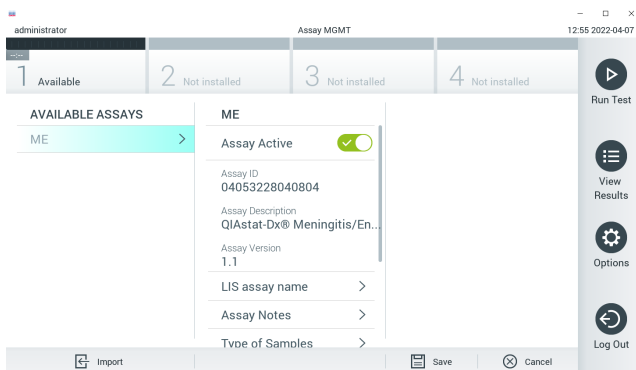 administrator
Assay MGMT
12:55 2022-04-07
--:--
1 Available
2 Not installed
3 Not installed
4 Not installed
Run Test
View
Results
Options
Log Out
AVAILABLE ASSAYS
ME
ME
Assay Active
Assay ID
04053228040804
Assay Description
QIAstat-Dx® Meningitis/En...
Assay Version
1.1
LIS assay name
Assay Notes
Type of Samples
Import
Save
Cancel